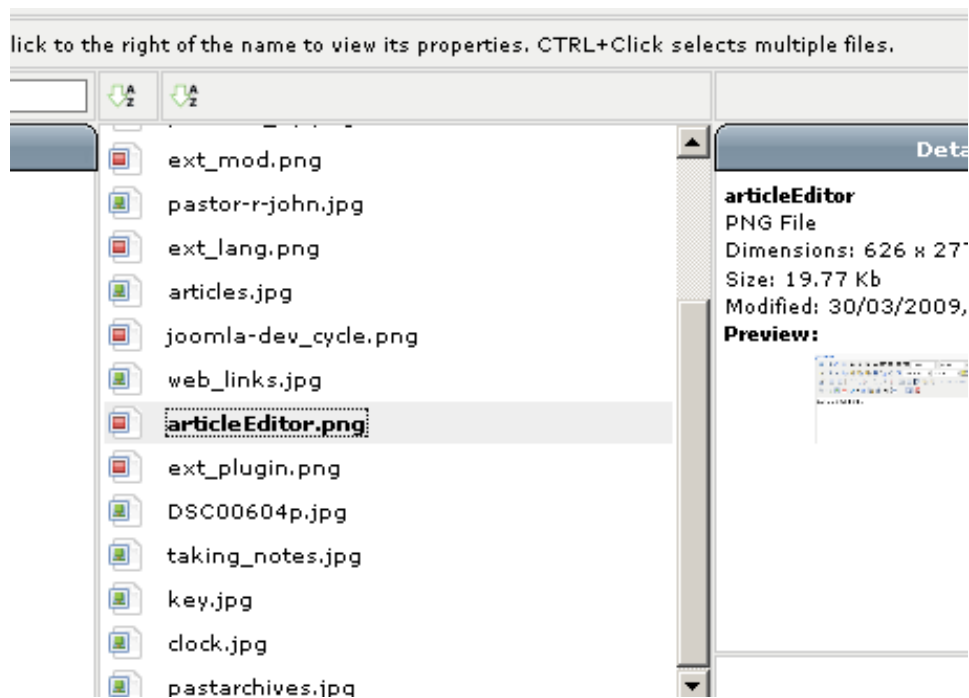 lick to the right of the name to view its properties. CTRL+Click selects multiple files.
A
Z
A
Z
ext_mod.png
pastor-r-john.jpg
ext_lang.png
articles.jpg
joomla-dev_cycle.png
web_links.jpg
articleEditor.png
ext_plugin.png
DSC00604p.jpg
taking_notes.jpg
key.jpg
clock.jpg
pastarchives.jpg
Deta
articleEditor
PNG File
Dimensions: 626 x 277
Size: 19.77 Kb
Modified: 30/03/2009,
Preview: